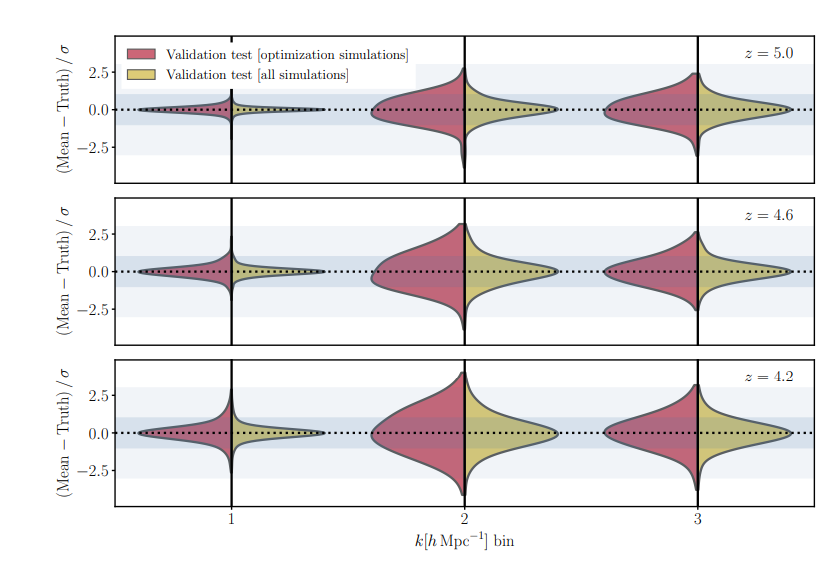 Validation test [optimization simulations]
Validation test [all simulations]
z = 5.0
(Mean − Truth) / σ
2.5
0.0
−2.5
z = 4.6
(Mean − Truth) / σ
2.5
0.0
−2.5
z = 4.2
(Mean − Truth) / σ
2.5
0.0
−2.5
1 2 3
k[h Mpc⁻¹] bin